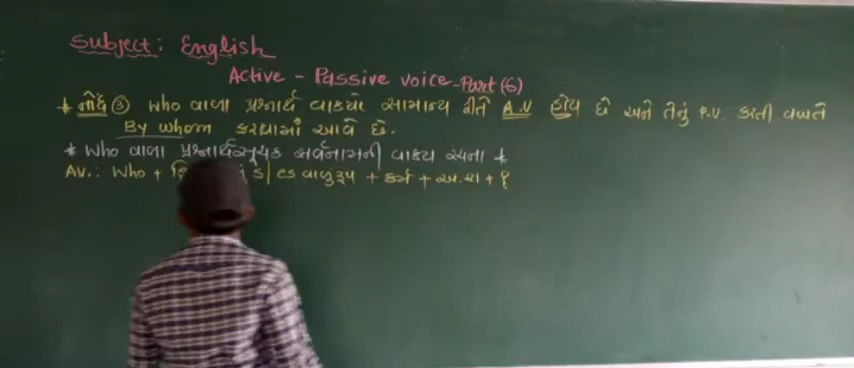 Subject: English
Active - Passive voice - Part (6)
* નોંધ ③ Who વાળા પ્રશ્નાર્થ વાક્યો સામાન્ય રીતે A.V હોય છે અને તેનું P.V. કરતી વખતે
By whom કરવામાં આવે છે.
* Who વાળા પ્રશ્નાર્થસૂચક સર્વનામની વાક્ય રચના *
AV.: Who + s| es વાળું રૂપ + કર્મ + અ.શ + ?